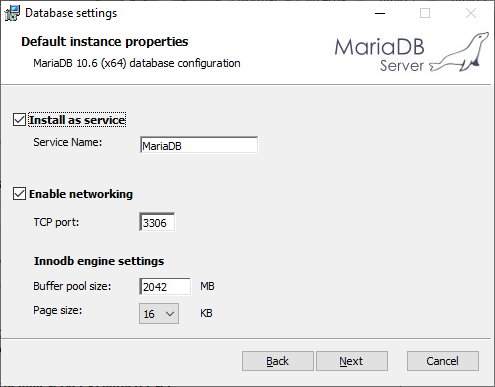 Database settings
Default instance properties
MariaDB 10.6 (x64) database configuration
MariaDB
Server
Install as service
Service Name: MariaDB
Enable networking
TCP port: 3306
Innodb engine settings
Buffer pool size: 2042 MB
Page size: 16 KB
Back Next Cancel